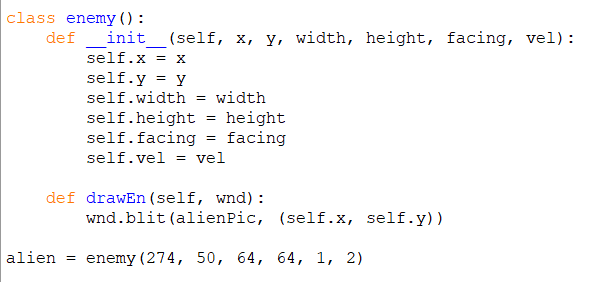 class enemy():
    def __init__(self, x, y, width, height, facing, vel):
        self.x = x
        self.y = y
        self.width = width
        self.height = height
        self.facing = facing
        self.vel = vel

    def drawEn(self, wnd):
        wnd.blit(alienPic, (self.x, self.y))

alien = enemy(274, 50, 64, 64, 1, 2)